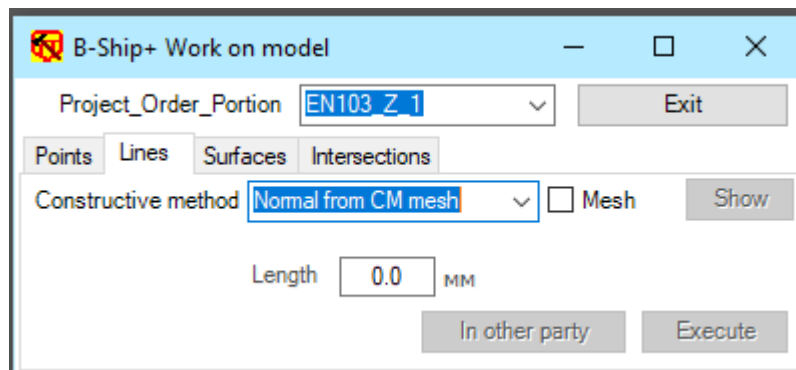 B-Ship+ Work on model
Project_Order_Portion EN103_Z_1 Exit
Points Lines Surfaces Intersections
Constructive method Normal from CM mesh Mesh Show
Length 0.0 мм
In other party Execute